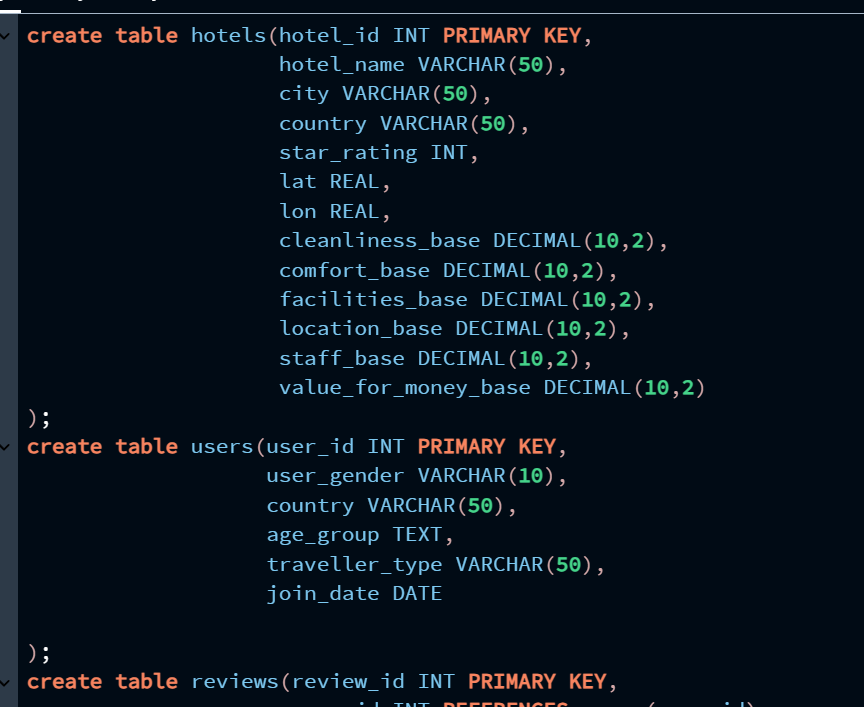 create table hotels(hotel_id INT PRIMARY KEY,
hotel_name VARCHAR(50),
city VARCHAR(50),
country VARCHAR(50),
star_rating INT,
lat REAL,
lon REAL,
cleanliness_base DECIMAL(10,2),
comfort_base DECIMAL(10,2),
facilities_base DECIMAL(10,2),
location_base DECIMAL(10,2),
staff_base DECIMAL(10,2),
value_for_money_base DECIMAL(10,2)
);
create table users(user_id INT PRIMARY KEY,
user_gender VARCHAR(10),
country VARCHAR(50),
age_group TEXT,
traveller_type VARCHAR(50),
join_date DATE
);
create table reviews(review_id INT PRIMARY KEY,
INT REFERENCES